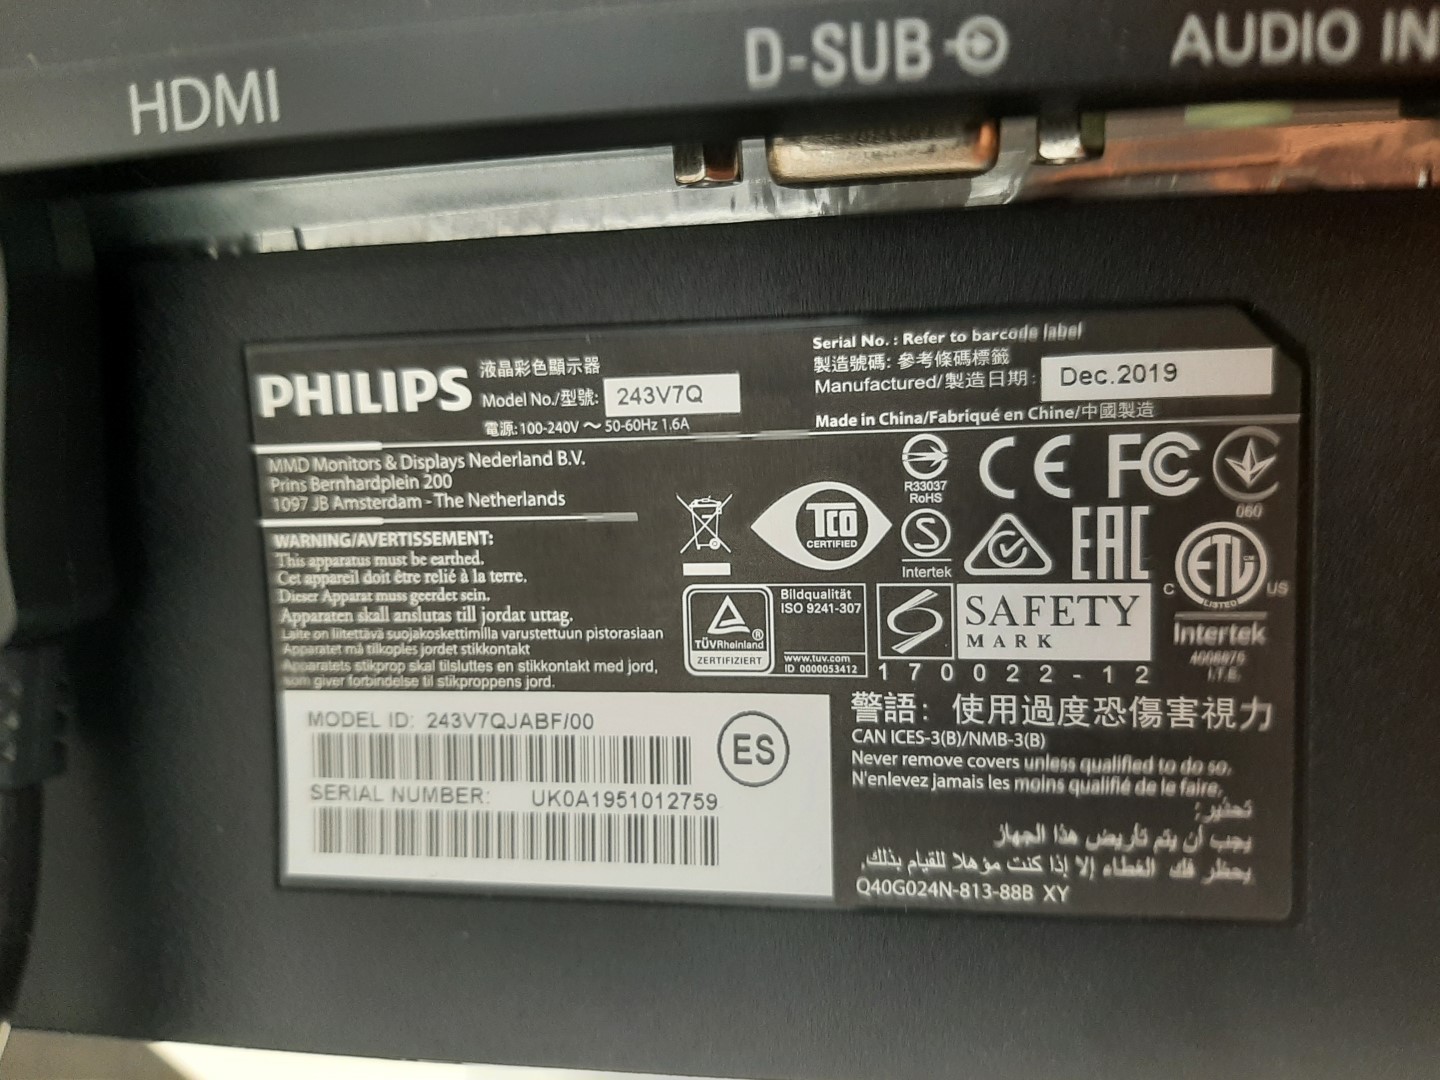 HDMI
D-SUB
AUDIO IN
PHILIPS
液晶彩色顯示器
Model No./型號: 243V7Q
電源: 100-240V ～ 50-60Hz 1.6A
Serial No. : Refer to barcode label
製造號碼: 參考條碼標籤
Manufactured/製造日期: Dec.2019
Made in China/Fabriqué en Chine/中國製造
MMD Monitors & Displays Nederland B.V.
Prins Bernhardplein 200
1097 JB Amsterdam - The Netherlands
WARNING/AVERTISSEMENT:
This apparatus must be earthed.
Cet appareil doit être relié à la terre.
Dieser Apparat muss geerdet sein.
Apparaten skall anslutas till jordat uttag.
Laite on liitettävä suojakoskettimilla varustettuun pistorasiaan
Apparatet må tilkoples jordet stikkontakt
Apparatets stikprop skal tilsluttes en stikkontakt med jord,
som giver forbindelse til stikproppens jord.
TCO
CERTIFIED
R33037
RoHS
CE
FC
060
S
Intertek
EAC
ETL
CM
LISTED
C US
Intertek
4006675
I.T.E.
TÜVRheinland
ZERTIFIZIERT
®
Bildqualität
ISO 9241-307
www.tuv.com
ID 0000053412
SAFETY
MARK
170022-12
MODEL ID: 243V7QJABF/00
ES
SERIAL NUMBER: UK0A1951012759
警語: 使用過度恐傷害視力
CAN ICES-3(B)/NMB-3(B)
Never remove covers unless qualified to do so.
N'enlevez jamais les moins qualifié de le faire.
تحذير:
يجب أن يتم تأريض هذا الجهاز
يحظر فك الغطاء إلا إذا كنت مؤهلا للقيام بذلك.
Q40G024N-813-88B XY